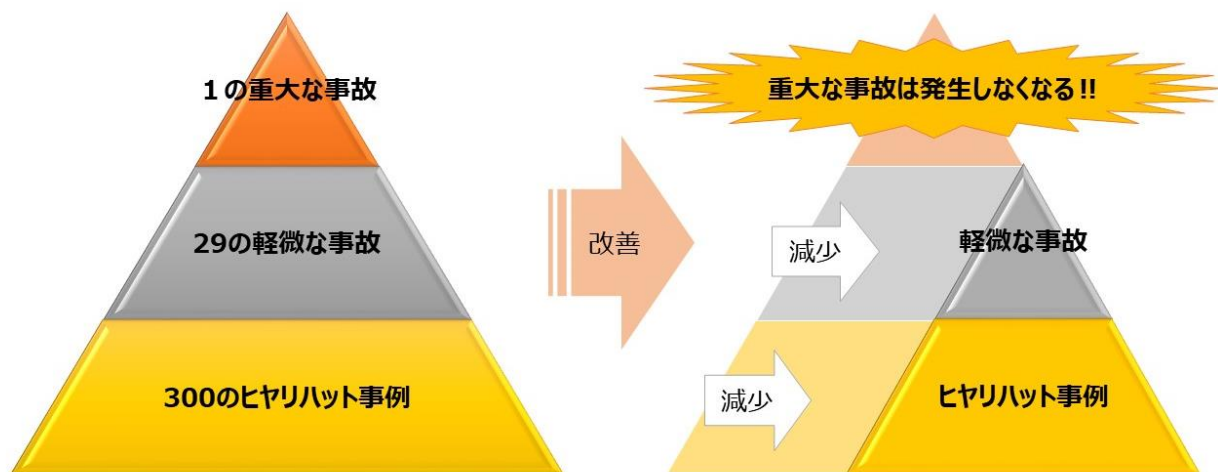 1の重大な事故
29の軽微な事故
300のヒヤリハット事例
改善
重大な事故は発生しなくなる!!
減少
軽微な事故
減少
ヒヤリハット事例